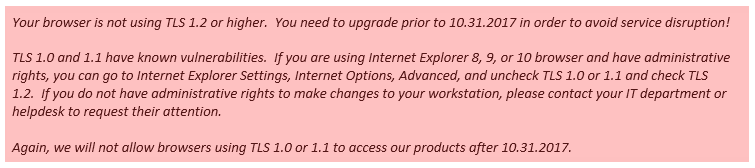 Your browser is not using TLS 1.2 or higher.  You need to upgrade prior to 10.31.2017 in order to avoid service disruption!
TLS 1.0 and 1.1 have known vulnerabilities.  If you are using Internet Explorer 8, 9, or 10 browser and have administrative
rights, you can go to Internet Explorer Settings, Internet Options, Advanced, and uncheck TLS 1.0 or 1.1 and check TLS
1.2.  If you do not have administrative rights to make changes to your workstation, please contact your IT department or
helpdesk to request their attention.
Again, we will not allow browsers using TLS 1.0 or 1.1 to access our products after 10.31.2017.